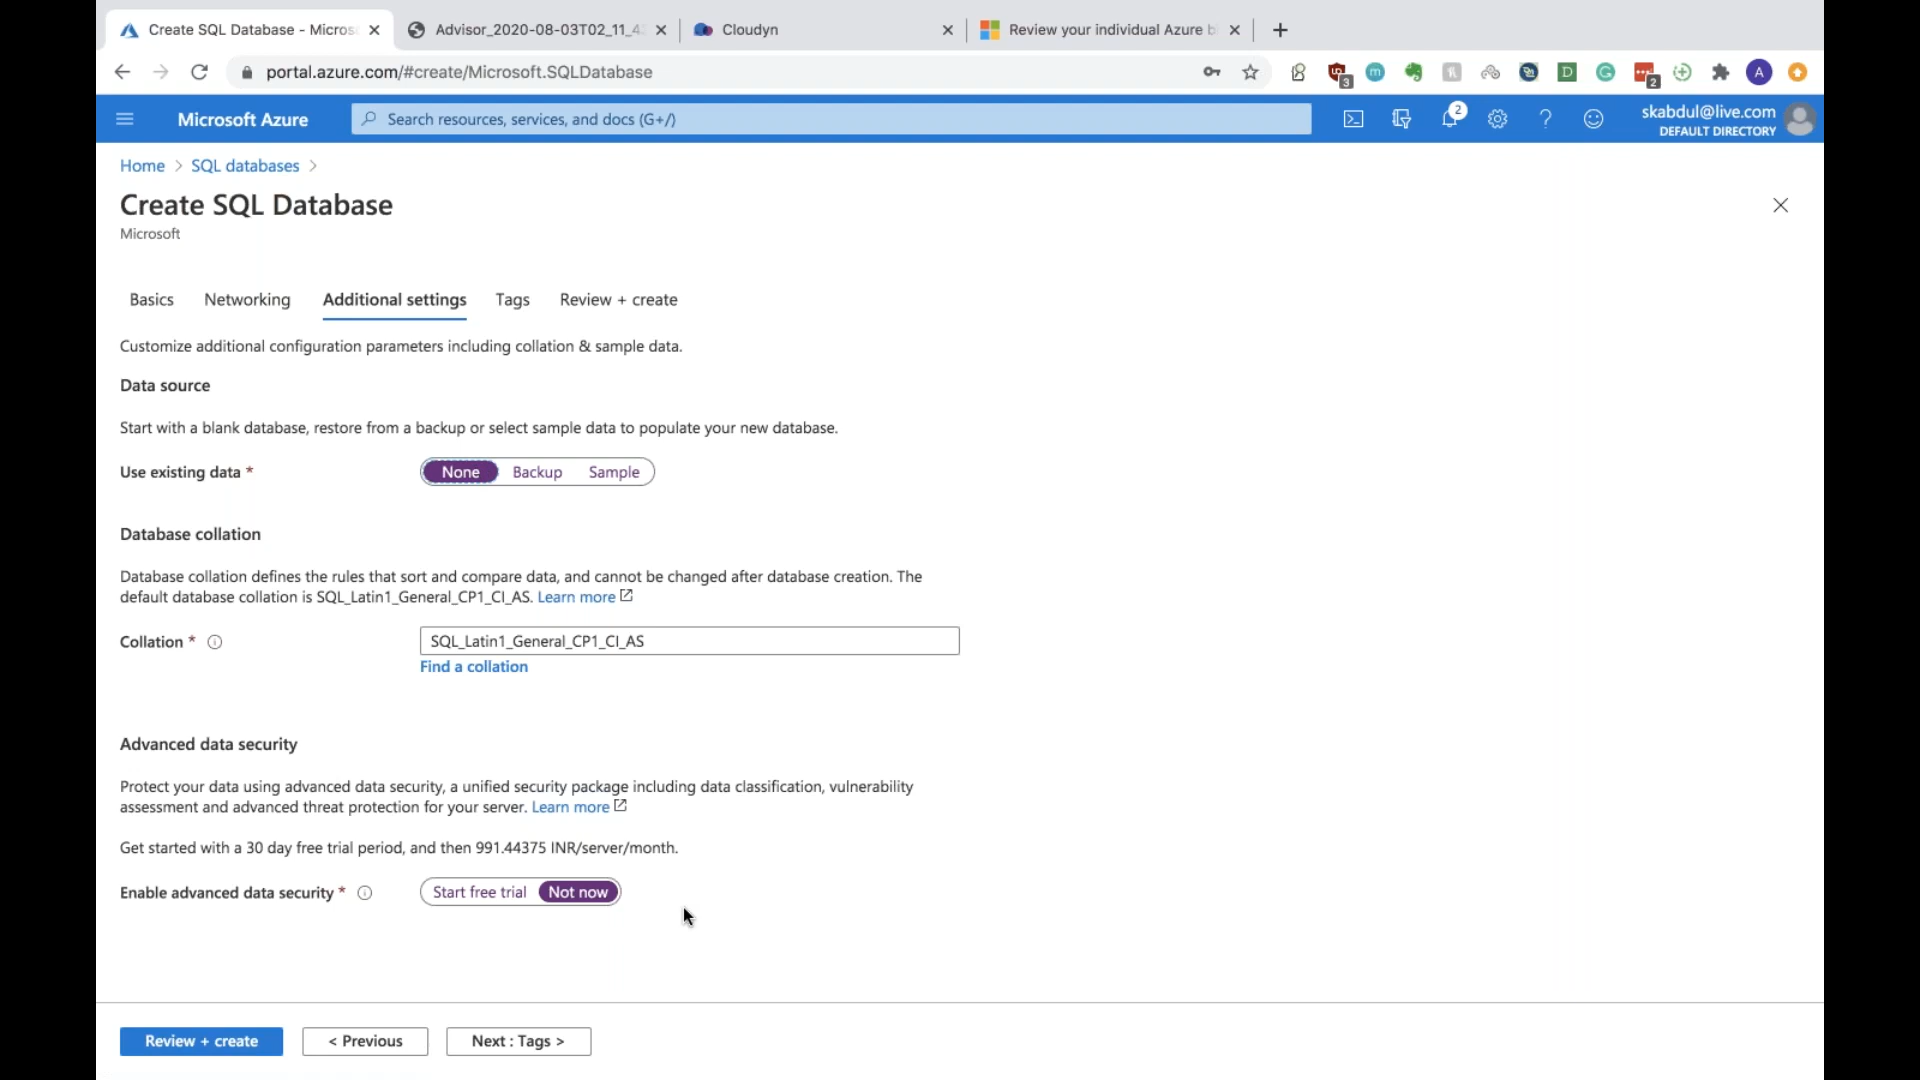 Create SQL Database - Micros
Advisor_2020-08-03T02_11_4
Cloudyn
Review your individual Azure b
portal.azure.com/#create/Microsoft.SQLDatabase
3
m
D
2
A
Microsoft Azure
Search resources, services, and docs (G+/)
2
skabdul@live.com
DEFAULT DIRECTORY
Home > SQL databases >
Create SQL Database
Microsoft
Basics Networking Additional settings Tags Review + create
Customize additional configuration parameters including collation & sample data.
Data source
Start with a blank database, restore from a backup or select sample data to populate your new database.
Use existing data * None Backup Sample
Database collation
Database collation defines the rules that sort and compare data, and cannot be changed after database creation. The
default database collation is SQL_Latin1_General_CP1_CI_AS. Learn more
Collation * SQL_Latin1_General_CP1_CI_AS
Find a collation
Advanced data security
Protect your data using advanced data security, a unified security package including data classification, vulnerability
assessment and advanced threat protection for your server. Learn more
Get started with a 30 day free trial period, and then 991.44375 INR/server/month.
Enable advanced data security * Start free trial Not now
Review + create < Previous Next : Tags >